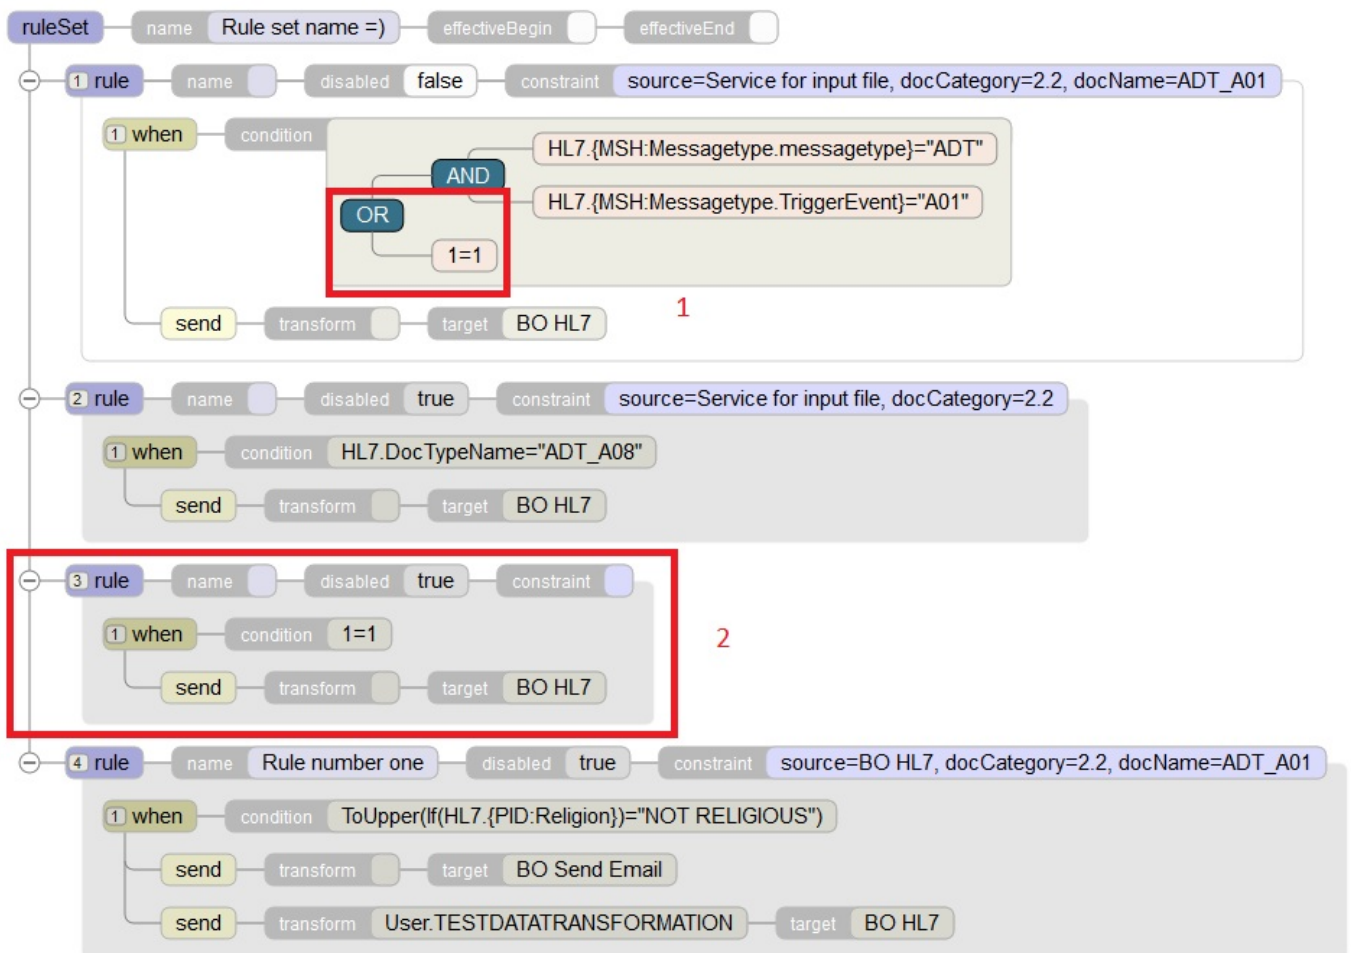 ruleSet name Rule set name =) effectiveBegin effectiveEnd
1 rule name disabled false constraint source=Service for input file, docCategory=2.2, docName=ADT_A01
1 when condition
HL7.{MSH:Messagetype.messagetype}="ADT"
AND
HL7.{MSH:Messagetype.TriggerEvent}="A01"
OR
1=1
1
send transform target BO HL7
2 rule name disabled true constraint source=Service for input file, docCategory=2.2
1 when condition HL7.DocTypeName="ADT_A08"
send transform target BO HL7
3 rule name disabled true constraint
1 when condition 1=1
2
send transform target BO HL7
4 rule name Rule number one disabled true constraint source=BO HL7, docCategory=2.2, docName=ADT_A01
1 when condition ToUpper(If(HL7.{PID:Religion})="NOT RELIGIOUS")
send transform target BO Send Email
send transform User.TESTDATATRANSFORMATION target BO HL7